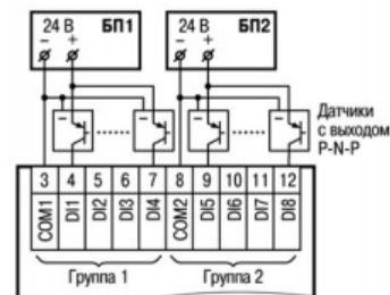 24 В БП1
– +
24 В БП2
– +
Датчики
с выходом
P-N-P
– – – –
3 4 5 6 7 8 9 10 11 12
COM1 DI1 DI2 DI3 DI4 COM2 DI5 DI6 DI7 DI8
Группа 1 Группа 2